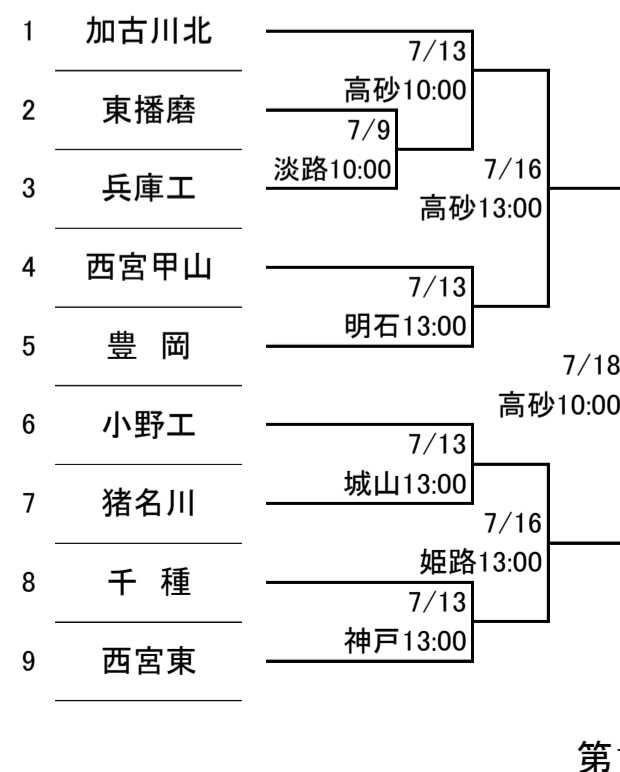 1 加古川北
7/13
高砂10:00
2 東播磨
7/9
淡路10:00
7/16
3 兵庫工
高砂13:00
4 西宮甲山
7/13
明石13:00
5 豊 岡
7/18
高砂10:00
6 小野工
7/13
城山13:00
7 猪名川
7/16
姫路13:00
8 千 種
7/13
神戸13:00
9 西宮東
第